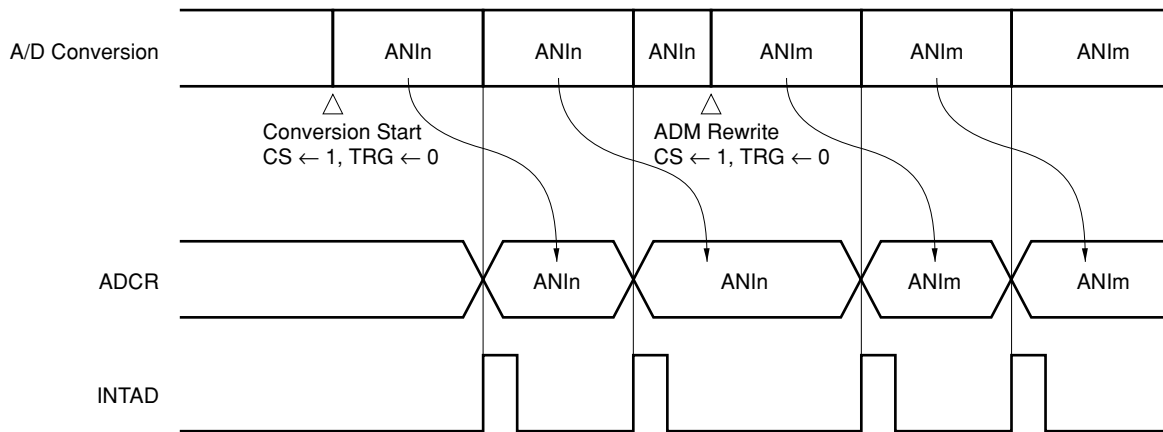 A/D Conversion ANIn ANIn ANIn ANIm ANIm ANIm
Conversion Start ADM Rewrite
CS ← 1, TRG ← 0 CS ← 1, TRG ← 0
ADCR ANIn ANIn ANIm ANIm
INTAD